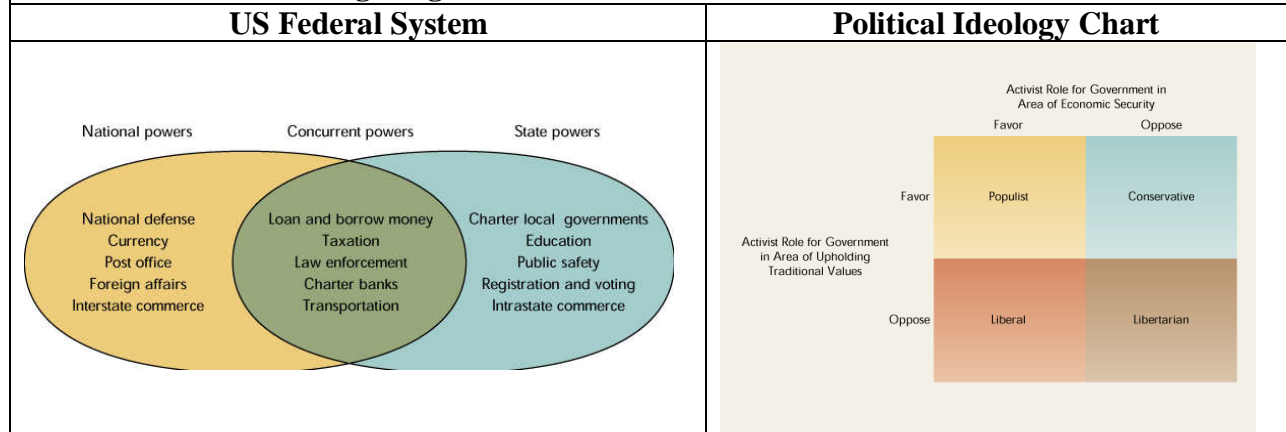 US Federal System
Political Ideology Chart
National powers
Concurrent powers
State powers
National defense
Currency
Post office
Foreign affairs
Interstate commerce
Loan and borrow money
Taxation
Law enforcement
Charter banks
Transportation
Charter local governments
Education
Public safety
Registration and voting
Intrastate commerce
Activist Role for Government in
Area of Economic Security
Favor
Oppose
Favor
Populist
Conservative
Activist Role for Government
in Area of Upholding
Traditional Values
Oppose
Liberal
Libertarian